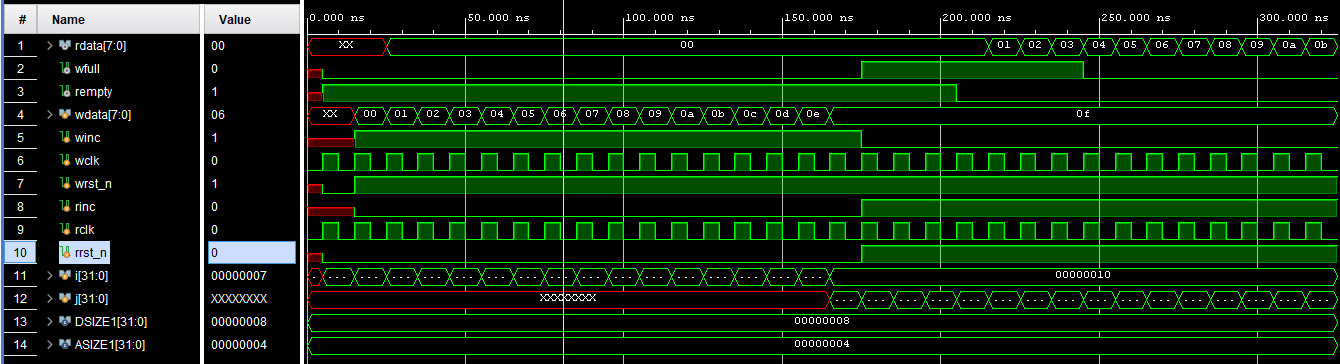 # Name Value 0.000 ns 50.000 ns 100.000 ns 150.000 ns 200.000 ns 250.000 ns 300.000 ns
1 rdata[7:0] 00 XX 00 01 02 03 04 05 06 07 08 09 0a 0b
2 wfull 0
3 rempty 1
4 wdata[7:0] 06 XX 00 01 02 03 04 05 06 07 08 09 0a 0b 0c 0d 0e 0f
5 winc 1
6 wclk 0
7 wrst_n 1
8 rinc 0
9 rclk 0
10 rrst_n 0
11 i[31:0] 00000007 ... ... ... ... ... ... ... ... ... ... ... ... ... ... ... 00000010
12 j[31:0] XXXXXXXX XXXXXXXX ... ... ... ... ... ... ... ... ... ... ... ... ... ... ... ...
13 DSIZE1[31:0] 00000008 00000008
14 ASIZE1[31:0] 00000004 00000004